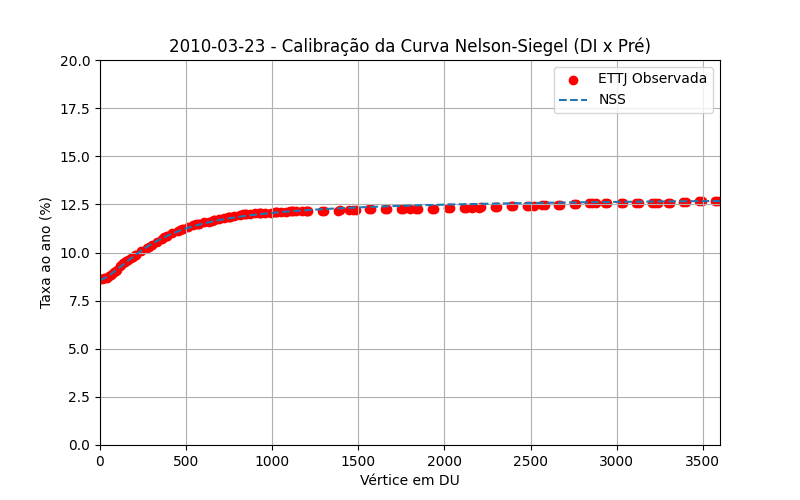 2010-03-23 - Calibração da Curva Nelson-Siegel (DI x Pré)
ETTJ Observada
NSS
Taxa ao ano (%)
20.0
17.5
15.0
12.5
10.0
7.5
5.0
2.5
0.0
0 500 1000 1500 2000 2500 3000 3500
Vértice em DU